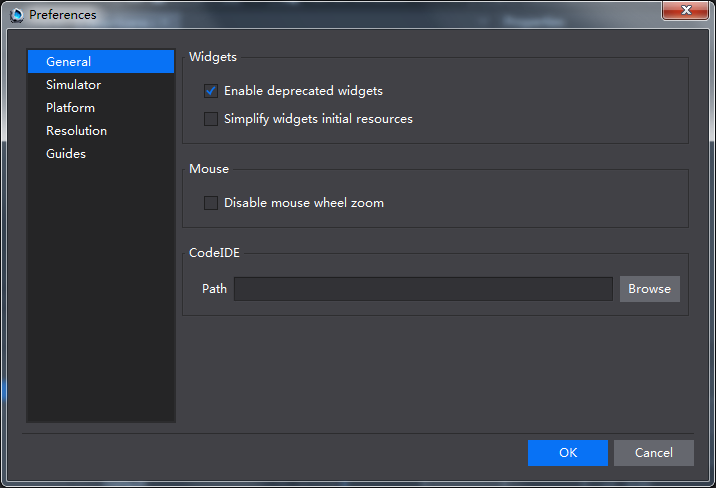 Preferences
General
Simulator
Platform
Resolution
Guides
Widgets
Enable deprecated widgets
Simplify widgets initial resources
Mouse
Disable mouse wheel zoom
CodeIDE
Path
Browse
OK
Cancel